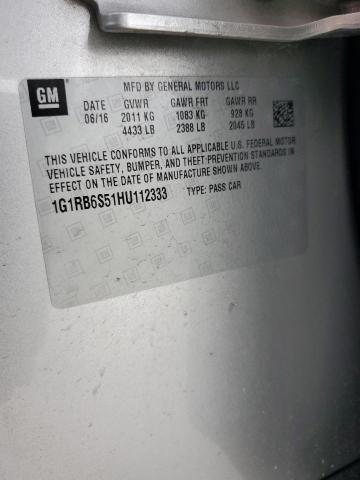 GM
MFD BY GENERAL MOTORS LLC
DATE GVWR GAWR FRT GAWR RR
06/16 2011 KG 1083 KG 928 KG
4433 LB 2388 LB 2045 LB
THIS VEHICLE CONFORMS TO ALL APPLICABLE U.S. FEDERAL MOTOR
VEHICLE SAFETY, BUMPER, AND THEFT PREVENTION STANDARDS IN
EFFECT ON THE DATE OF MANUFACTURE SHOWN ABOVE.
1G1RB6S51HU112333 TYPE: PASS CAR